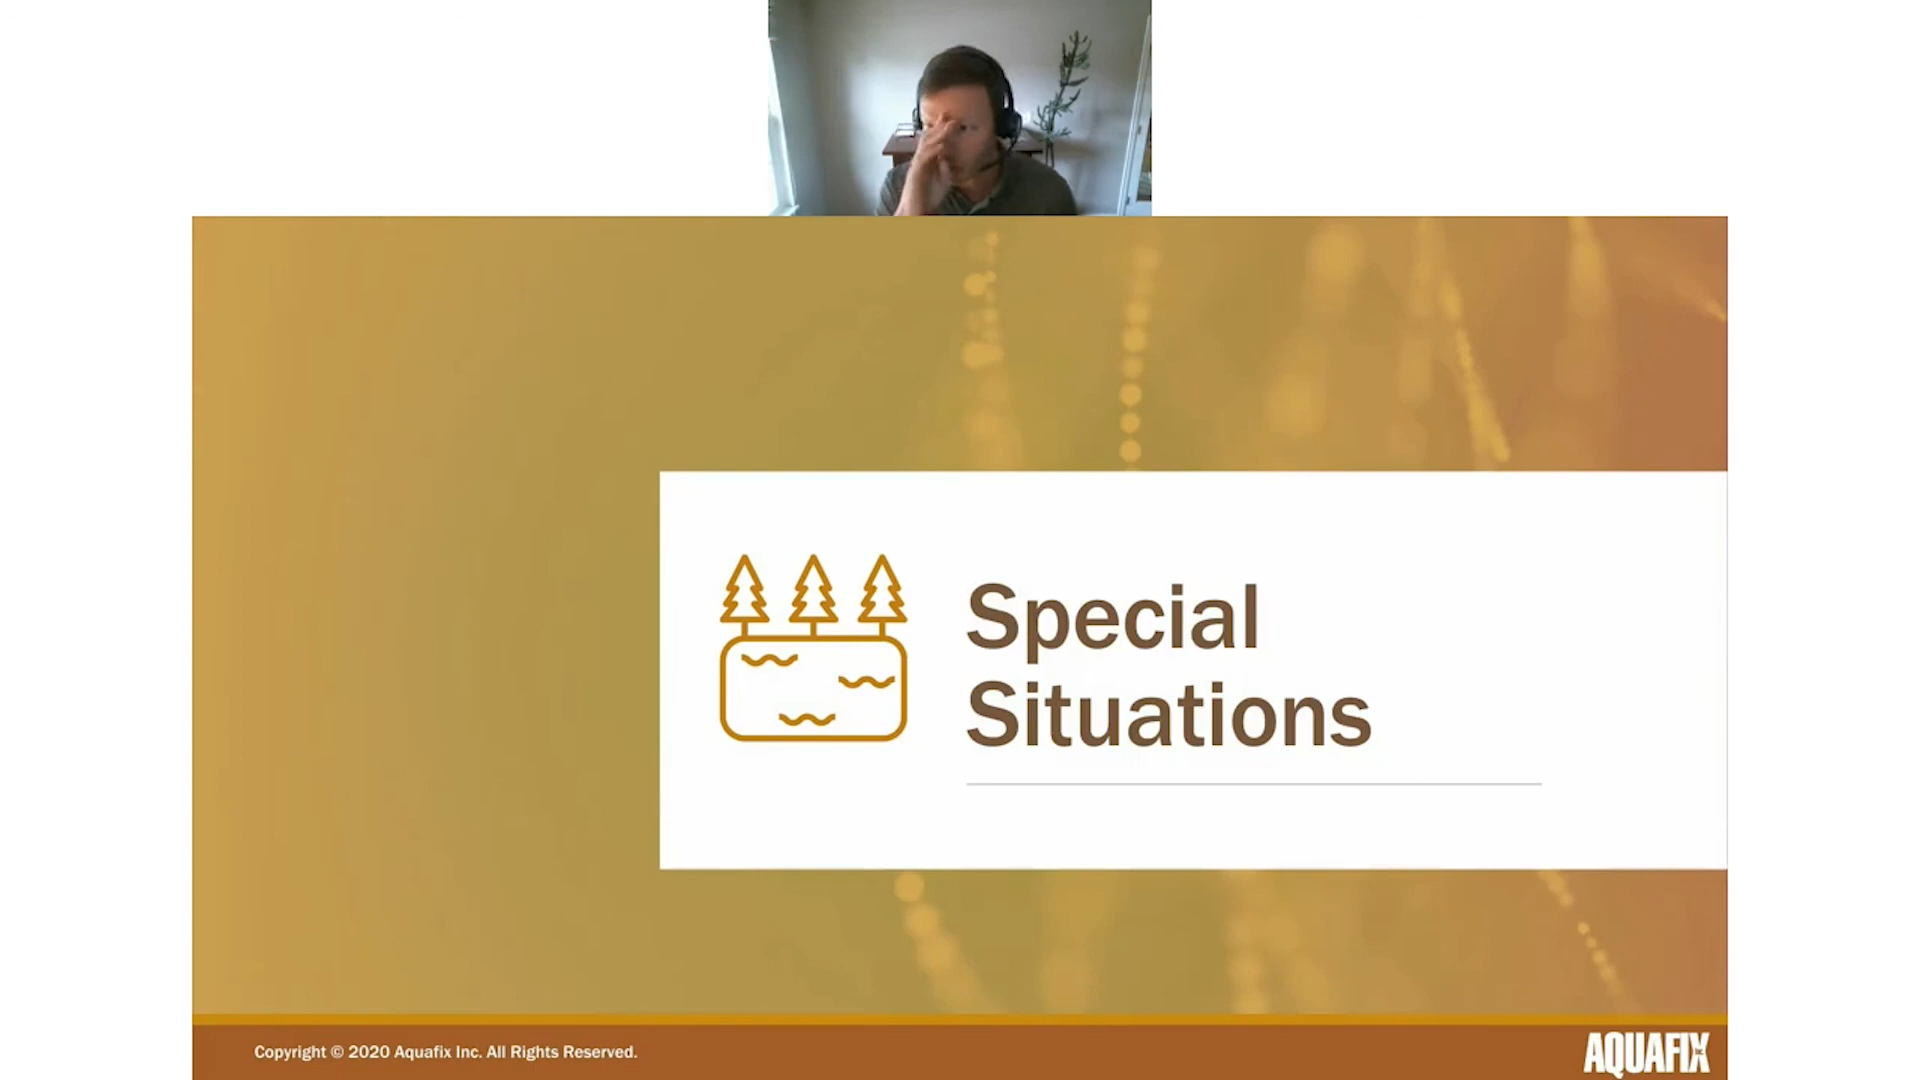 Special
Situations
Copyright © 2020 Aquafix Inc. All Rights Reserved.
AQUAFIX